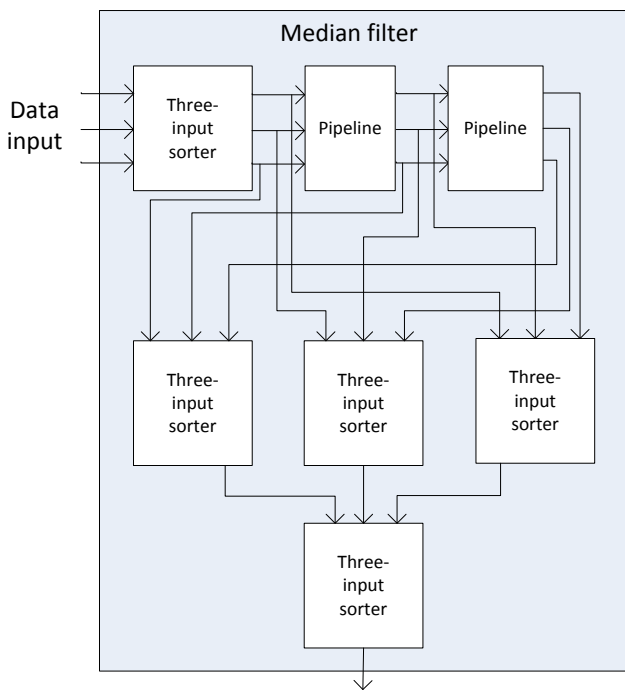 Median filter
Data
input
Three-
input
sorter
Pipeline
Pipeline
Three-
input
sorter
Three-
input
sorter
Three-
input
sorter
Three-
input
sorter